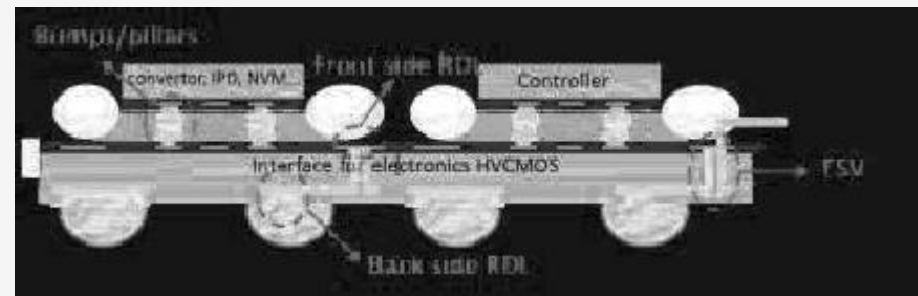 Bumps/pillars
convertor, IPD, NVM...
Front side RDL
Controller
Interface for electronics HVCMOS
TSV
Back side RDL